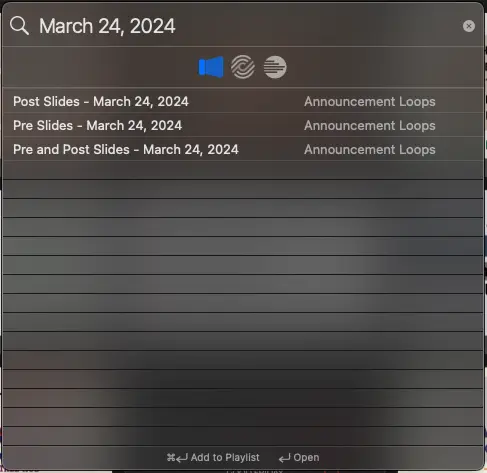 March 24, 2024
Post Slides - March 24, 2024 Announcement Loops
Pre Slides - March 24, 2024 Announcement Loops
Pre and Post Slides - March 24, 2024 Announcement Loops
⌘↵ Add to Playlist ↵ Open